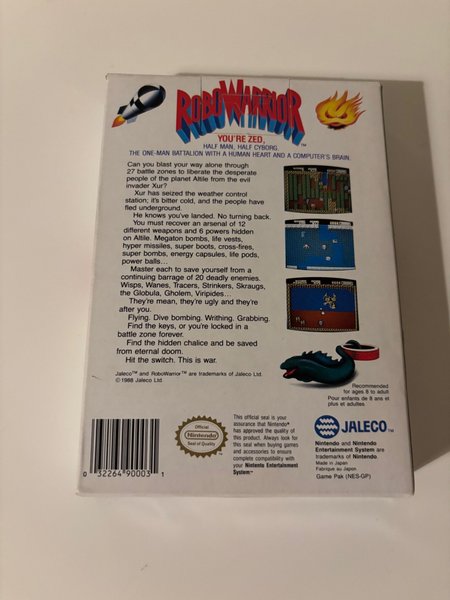 ROBOWARRIOR™
YOU'RE ZED,
HALF MAN, HALF CYBORG.
THE ONE-MAN BATTALION WITH A HUMAN HEART AND A COMPUTER'S BRAIN.
Can you blast your way alone through
27 battle zones to liberate the desperate
people of the planet Altile from the evil
invader Xur?
Xur has seized the weather control
station; it's bitter cold, and the people have
fled underground.
He knows you've landed. No turning back.
You must recover an arsenal of 12
different weapons and 6 powers hidden
on Altile. Megaton bombs, life vests,
hyper missiles, super boots, cross-fires,
super bombs, energy capsules, life pods,
power balls...
Master each to save yourself from a
continuing barrage of 20 deadly enemies.
Wisps, Wanes, Tracers, Strinkers, Skraugs,
the Globula, Gholem, Viripides...
They're mean, they're ugly and they're
after you.
Flying. Dive bombing. Writhing. Grabbing.
Find the keys, or you're locked in a
battle zone forever.
Find the hidden chalice and be saved
from eternal doom.
Hit the switch. This is war.
Jaleco™ and RoboWarrior™ are trademarks of Jaleco Ltd.
©1988 Jaleco Ltd.
Recommended
for ages 8 to adult
Pour enfants de 8 ans et
plus et adultes
0 32264 90003 1
Official
Nintendo
Seal of Quality
This official seal is your
assurance that Nintendo®
has approved the quality of
this product. Always look for
this seal when buying games
and accessories to ensure
complete compatibility with
your Nintendo Entertainment
System™
JALECO™
Nintendo and Nintendo
Entertainment System are
trademarks of Nintendo.
Made in Japan
Fabriqué au Japon
Game Pak (NES-GP)